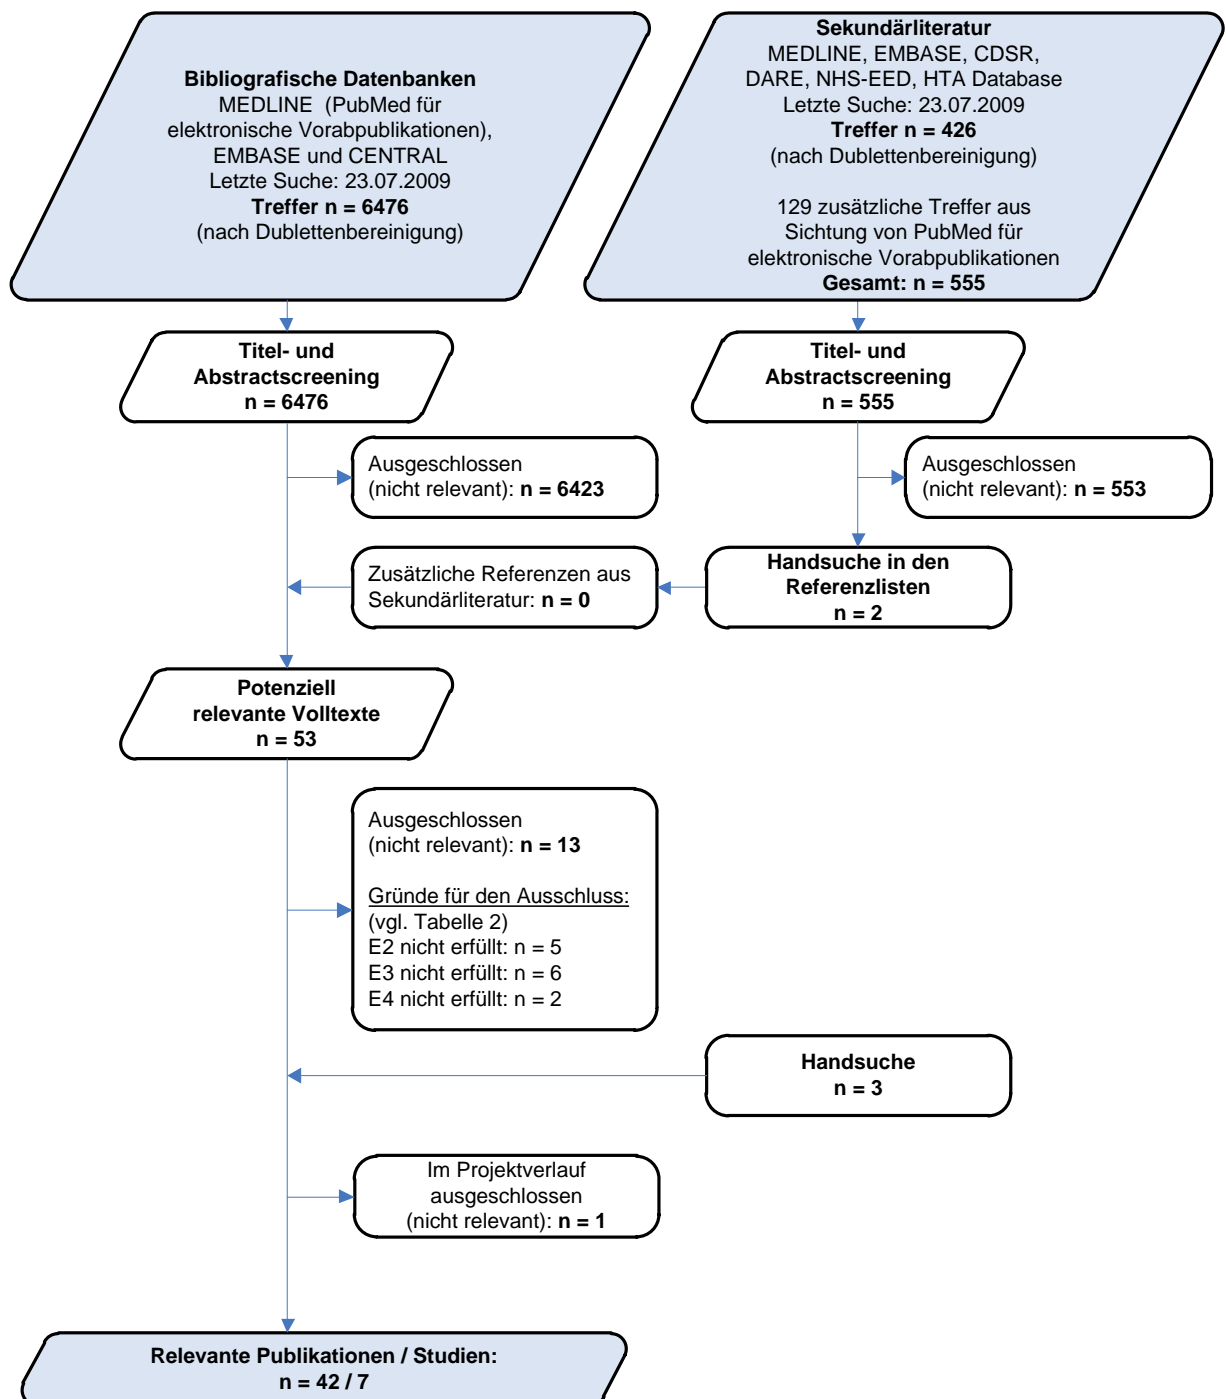 Bibliografische Datenbanken
MEDLINE (PubMed für
elektronische Vorabpublikationen),
EMBASE und CENTRAL
Letzte Suche: 23.07.2009
Treffer n = 6476
(nach Dublettenbereinigung)
Sekundärliteratur
MEDLINE, EMBASE, CDSR,
DARE, NHS-EED, HTA Database
Letzte Suche: 23.07.2009
Treffer n = 426
(nach Dublettenbereinigung)
129 zusätzliche Treffer aus
Sichtung von PubMed für
elektronische Vorabpublikationen
Gesamt: n = 555
Titel- und
Abstractscreening
n = 6476
Titel- und
Abstractscreening
n = 555
Ausgeschlossen
(nicht relevant): n = 6423
Ausgeschlossen
(nicht relevant): n = 553
Zusätzliche Referenzen aus
Sekundärliteratur: n = 0
Handsuche in den
Referenzlisten
n = 2
Potenziell
relevante Volltexte
n = 53
Ausgeschlossen
(nicht relevant): n = 13
Gründe für den Ausschluss:
(vgl. Tabelle 2)
E2 nicht erfüllt: n = 5
E3 nicht erfüllt: n = 6
E4 nicht erfüllt: n = 2
Handsuche
n = 3
Im Projektverlauf
ausgeschlossen
(nicht relevant): n = 1
Relevante Publikationen / Studien:
n = 42 / 7